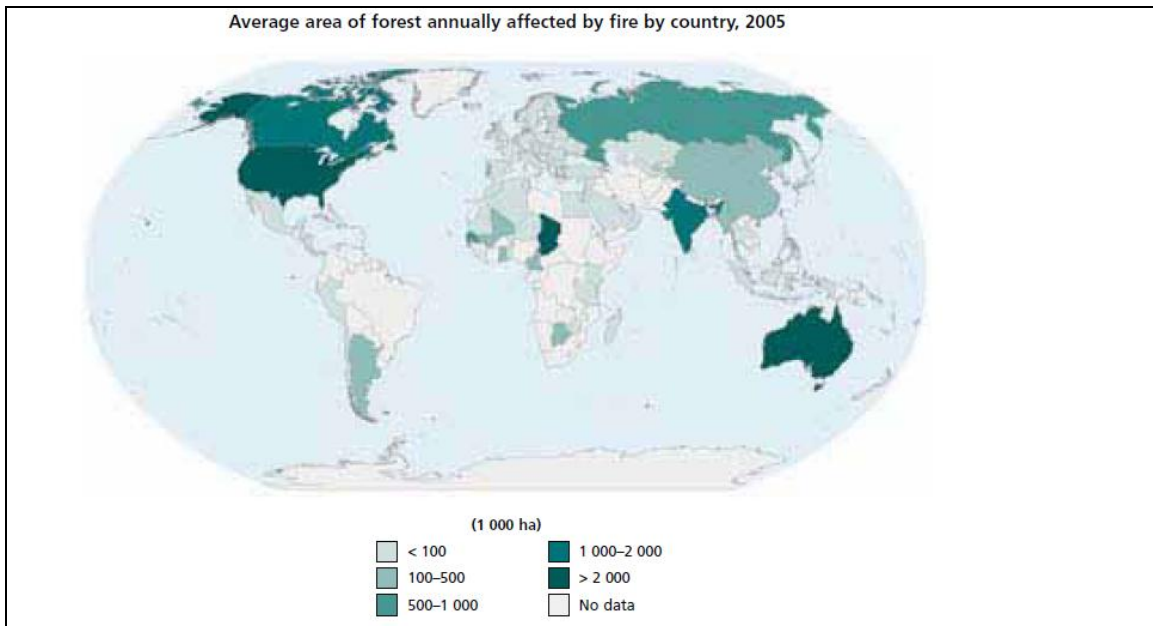 Average area of forest annually affected by fire by country, 2005
(1 000 ha)
< 100
100–500
500–1 000
1 000–2 000
> 2 000
No data